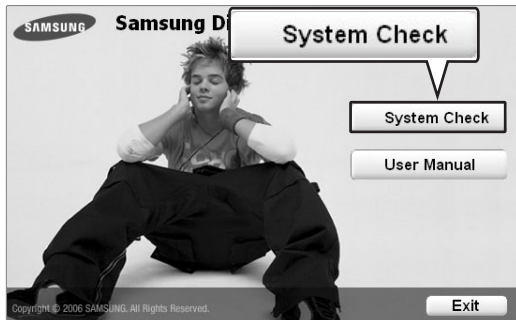 SAMSUNG
Samsung Di
System Check
System Check
User Manual
Copyright © 2006 SAMSUNG. All Rights Reserved.
Exit